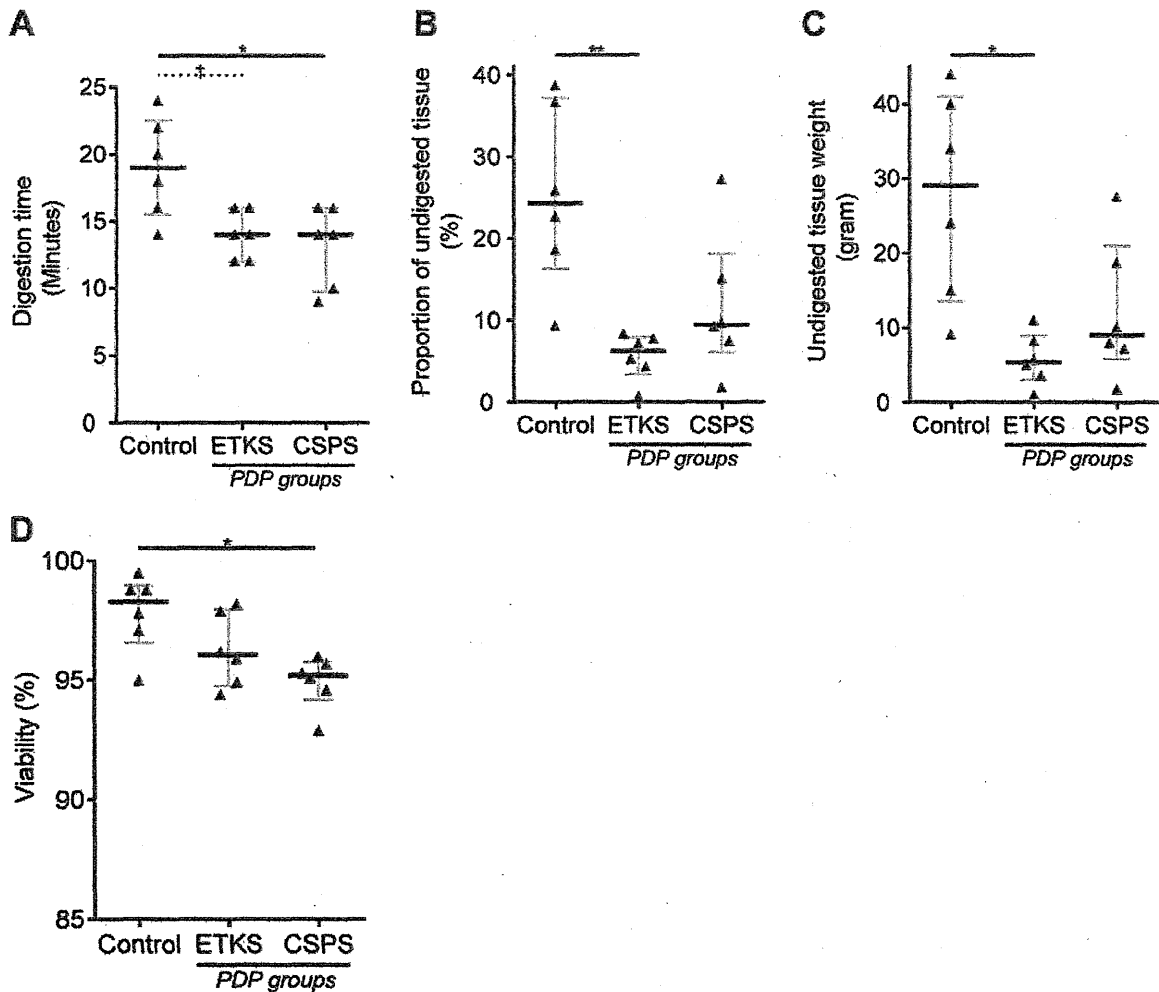 A
*
‡
25
20
15
10
5
0
Digestion time
(Minutes)
Control ETKS CSPS
PDP groups
B
**
40
30
20
10
0
Proportion of undigested tissue
(%)
Control ETKS CSPS
PDP groups
C
*
40
30
20
10
0
Undigested tissue weight
(gram)
Control ETKS CSPS
PDP groups
D
*
100
95
90
85
Viability (%)
Control ETKS CSPS
PDP groups